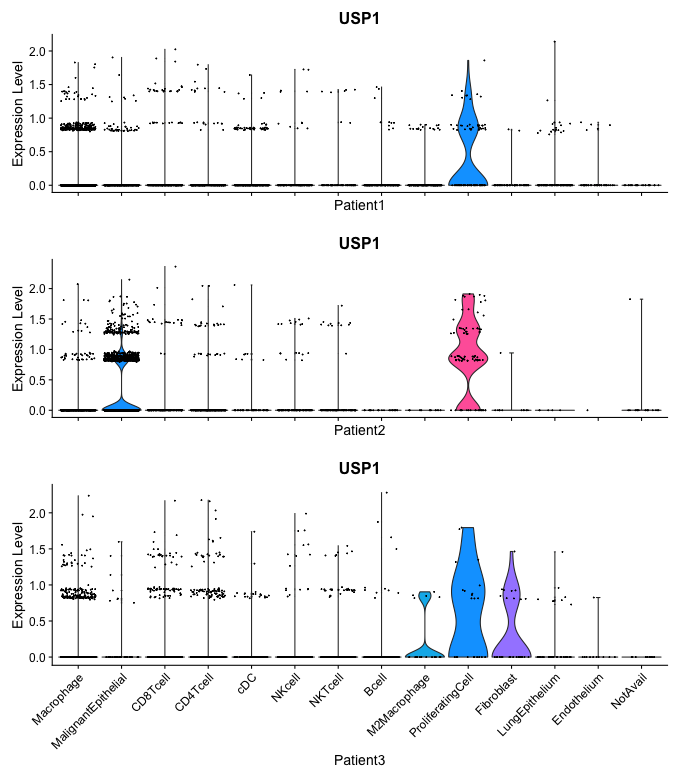 USP1
Expression Level
2.0
1.5
1.0
0.5
0.0
Patient1
USP1
Expression Level
2.0
1.5
1.0
0.5
0.0
Patient2
USP1
Expression Level
2.0
1.5
1.0
0.5
0.0
Macrophage
MalignantEpithelial
CD8Tcell
CD4Tcell
cDC
NKcell
NKTcell
Bcell
M2Macrophage
ProliferatingCell
Fibroblast
LungEpithelium
Endothelium
NotAvail
Patient3